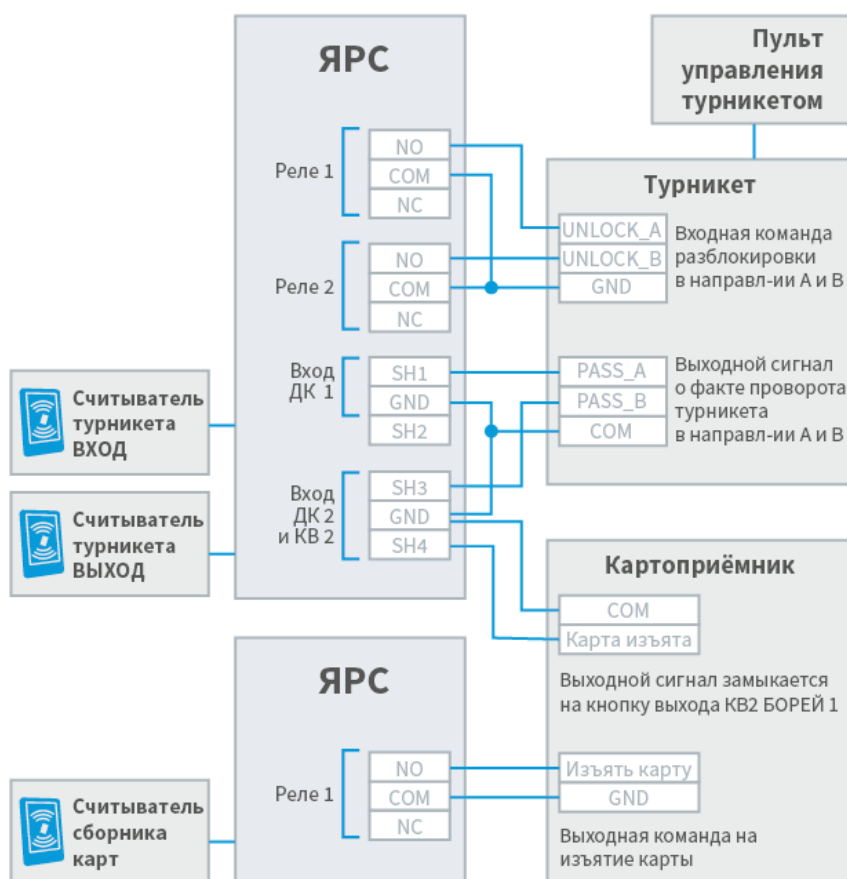 ЯРС
Реле 1
NO
COM
NC
Реле 2
NO
COM
NC
Вход
ДК 1
SH1
GND
SH2
Вход
ДК 2
и КВ 2
SH3
GND
SH4
Пульт
управления
турникетом
Турникет
UNLOCK_A
UNLOCK_B
GND
Входная команда
разблокировки
в направл-ии А и В
PASS_A
PASS_B
COM
Выходной сигнал
о факте проворота
турникета
в направл-ии А и В
Считыватель
турникета
ВХОД
Считыватель
турникета
ВЫХОД
Картоприёмник
COM
Карта изъята
Выходной сигнал замыкается
на кнопку выхода КВ2 БОРЕЙ 1
Изъять карту
GND
Выходная команда на
изъятие карты
ЯРС
Реле 1
NO
COM
NC
Считыватель
сборника
карт